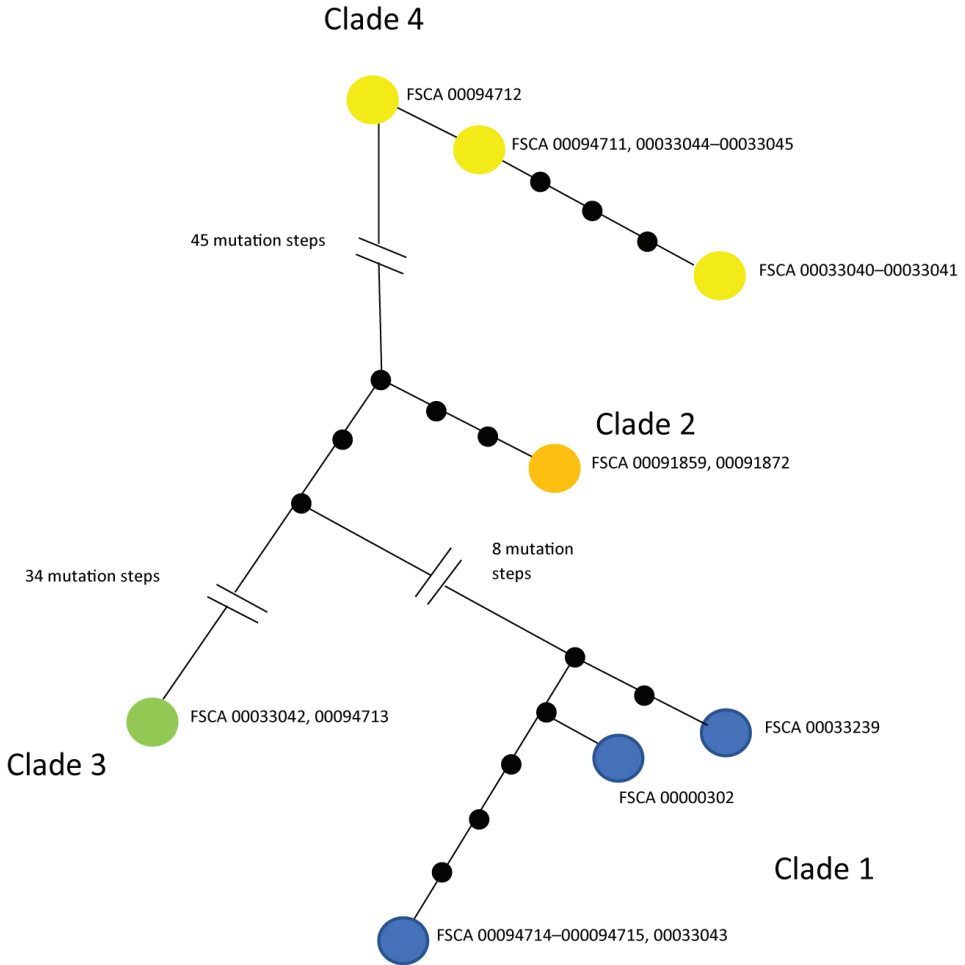 Clade 4
FSCA 00094712
FSCA 00094711, 00033044–00033045
45 mutation steps
FSCA 00033040–00033041
Clade 2
FSCA 00091859, 00091872
8 mutation
steps
34 mutation steps
FSCA 00033042, 00094713
FSCA 00033239
Clade 3
FSCA 00000302
Clade 1
FSCA 00094714–000094715, 00033043